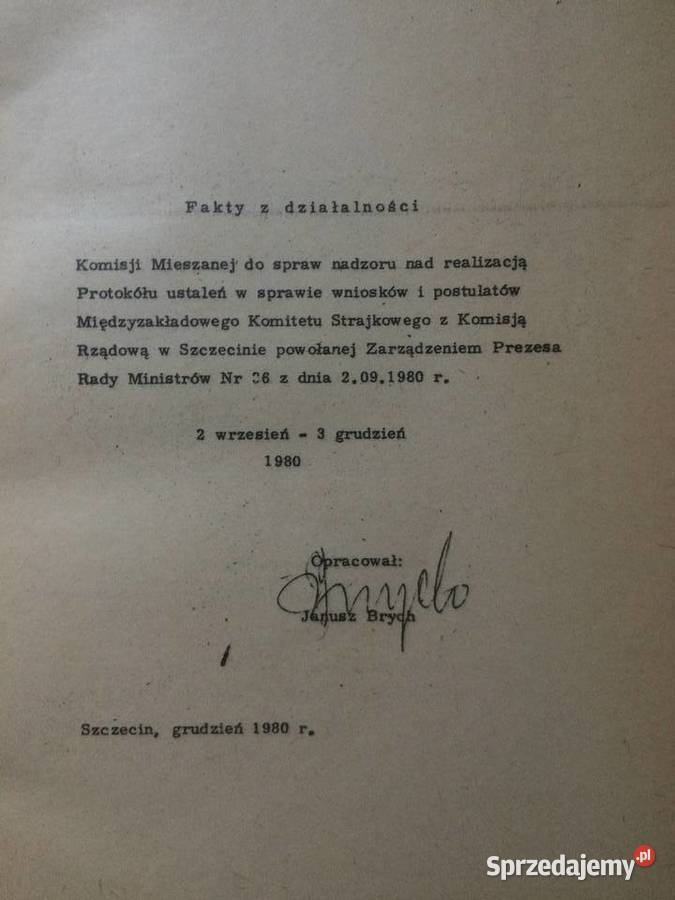 Fakty z działalności
Komisji Mieszanej do spraw nadzoru nad realizacją
Protokółu ustaleń w sprawie wniosków i postulatów
Międzyzakładowego Komitetu Strajkowego z Komisją
Rządową w Szczecinie powołanej Zarządzeniem Prezesa
Rady Ministrów Nr z dnia 2.09.1980 r.
2 wrzesień - 3 grudzień
1980
Opracował:
Janusz Brych
Szczecin, grudzień 1980 r.
Sprzedajemy.pl